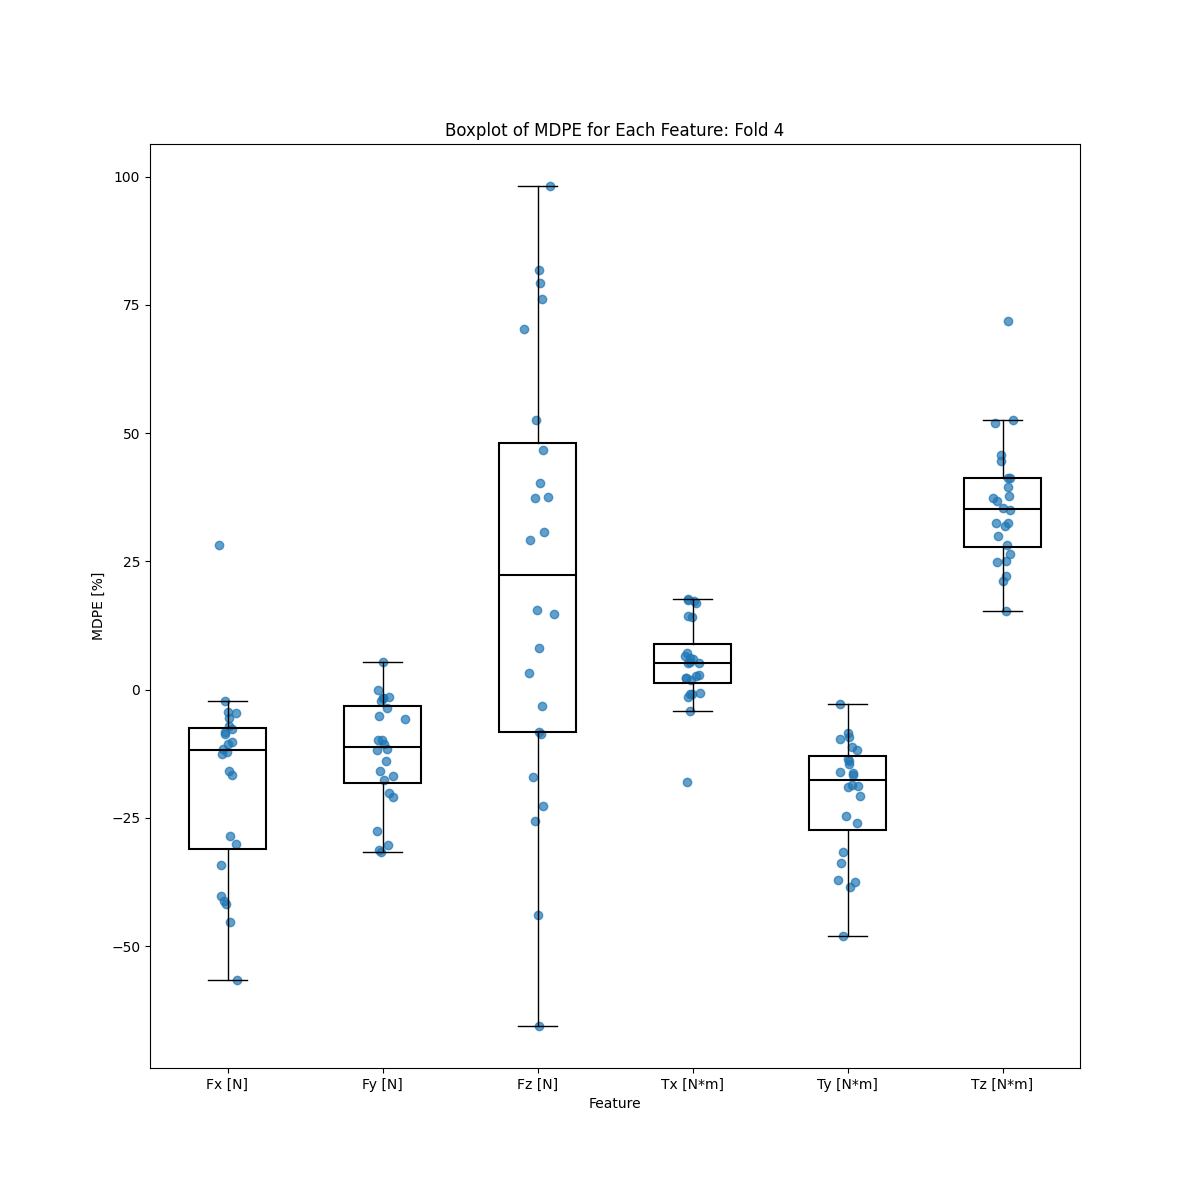 Boxplot of MDPE for Each Feature: Fold 4
100
75
50
25
0
−25
−50
MDPE [%]
Fx [N] Fy [N] Fz [N] Tx [N*m] Ty [N*m] Tz [N*m]
Feature